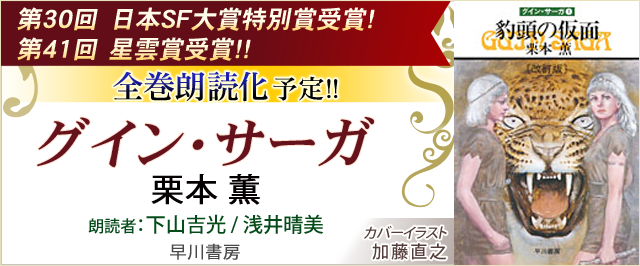 第30回 日本SF大賞特別賞受賞!
第41回 星雲賞受賞!!
全巻朗読化予定!!
グイン・サーガ
栗本 薫
朗読者:下山吉光 / 浅井晴美
早川書房
カバーイラスト
加藤直之
グイン・サーガ 1
豹頭の仮面
GUIN SAGA
栗本 薫
〔改訂版〕
早川書房